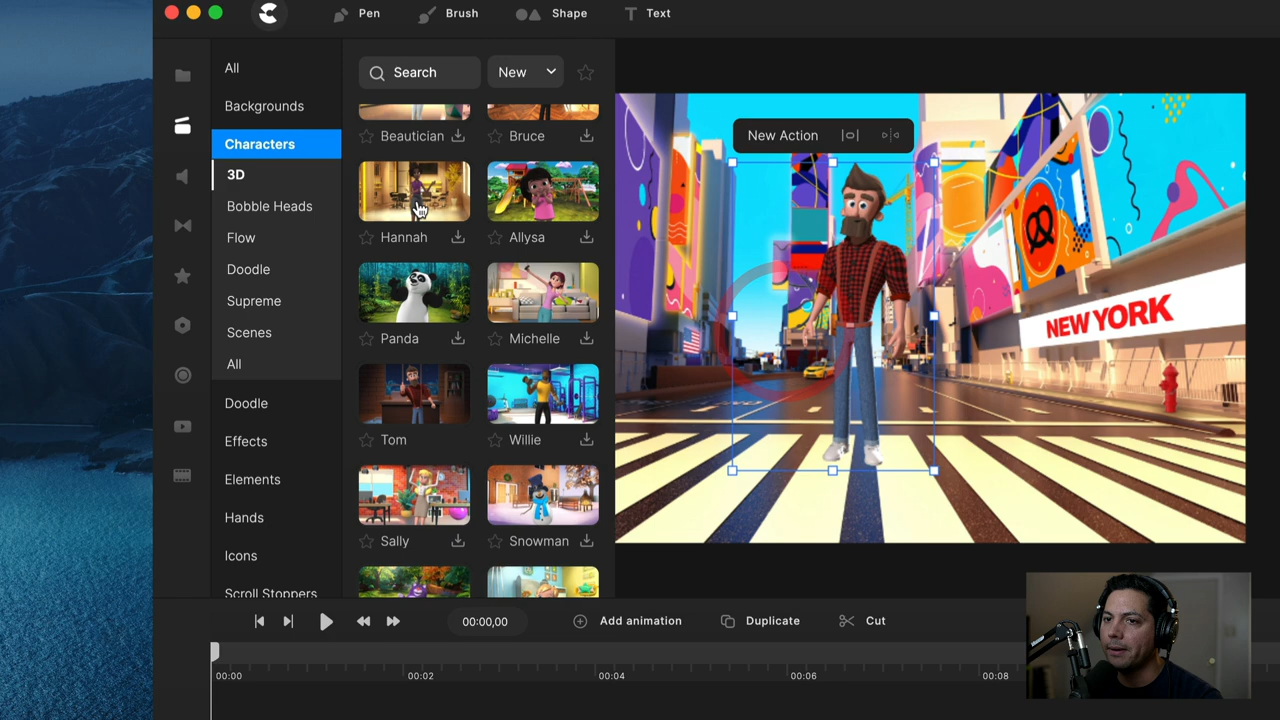 Pen
Brush
Shape
Text
All
Backgrounds
Characters
3D
Bobble Heads
Flow
Doodle
Supreme
Scenes
All
Doodle
Effects
Elements
Hands
Icons
Scroll Stoppers
Search
New
Beautician
Bruce
Hannah
Allysa
Panda
Michelle
Tom
Willie
Sally
Snowman
New Action
NEW YORK
00:00,00
Add animation
Duplicate
Cut
00:00
00:02
00:04
00:06
00:08